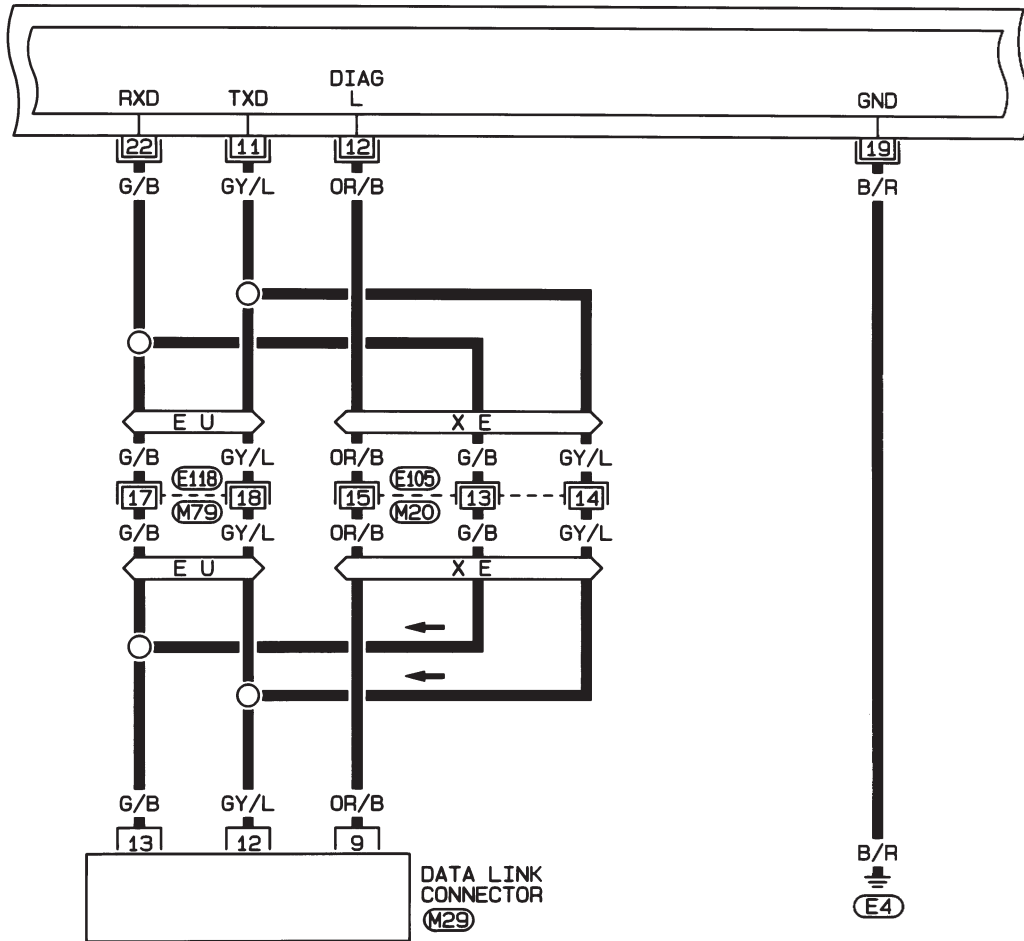 DIAG
RXD TXD L GND
22 11 12 19
G/B GY/L OR/B B/R
E U X E
G/B GY/L OR/B G/B GY/L
E118 E105
17 18 15 13 14
M79 M20
G/B GY/L OR/B G/B GY/L
E U X E
G/B GY/L OR/B
13 12 9
B/R
DATA LINK
CONNECTOR
M29
E4